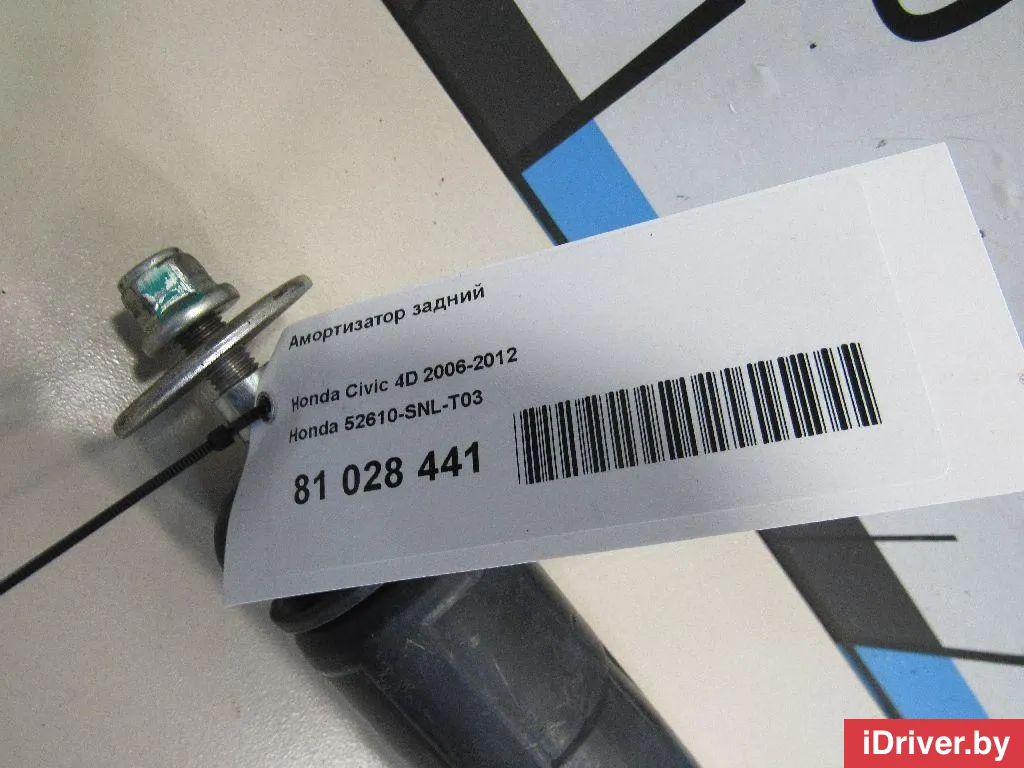 Амортизатор задний
Honda Civic 4D 2006-2012
Honda 52610-SNL-T03
81 028 441
iDriver.by